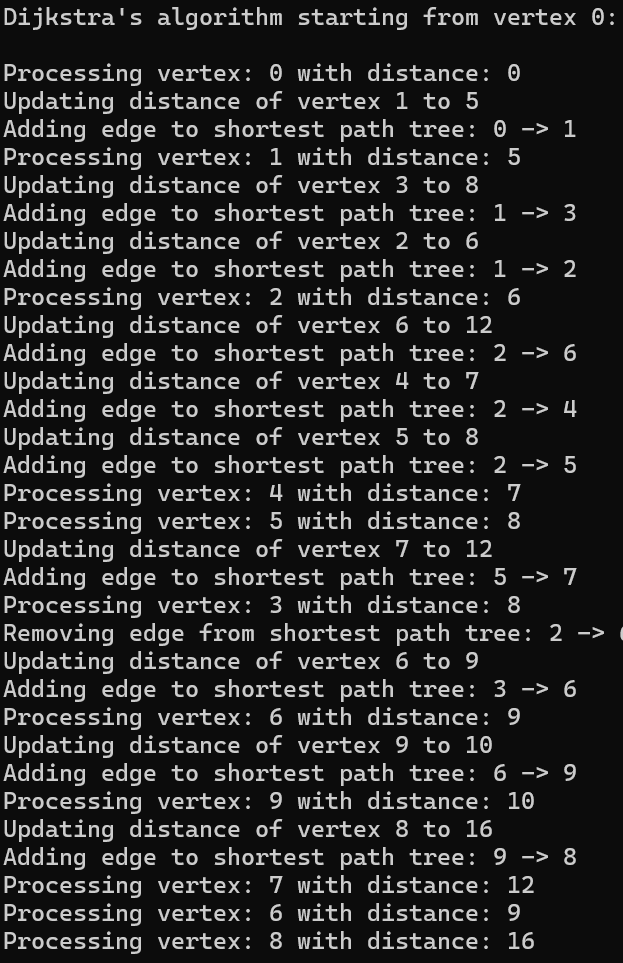 Dijkstra's algorithm starting from vertex 0:
Processing vertex: 0 with distance: 0
Updating distance of vertex 1 to 5
Adding edge to shortest path tree: 0 -> 1
Processing vertex: 1 with distance: 5
Updating distance of vertex 3 to 8
Adding edge to shortest path tree: 1 -> 3
Updating distance of vertex 2 to 6
Adding edge to shortest path tree: 1 -> 2
Processing vertex: 2 with distance: 6
Updating distance of vertex 6 to 12
Adding edge to shortest path tree: 2 -> 6
Updating distance of vertex 4 to 7
Adding edge to shortest path tree: 2 -> 4
Updating distance of vertex 5 to 8
Adding edge to shortest path tree: 2 -> 5
Processing vertex: 4 with distance: 7
Processing vertex: 5 with distance: 8
Updating distance of vertex 7 to 12
Adding edge to shortest path tree: 5 -> 7
Processing vertex: 3 with distance: 8
Removing edge from shortest path tree: 2 ->
Updating distance of vertex 6 to 9
Adding edge to shortest path tree: 3 -> 6
Processing vertex: 6 with distance: 9
Updating distance of vertex 9 to 10
Adding edge to shortest path tree: 6 -> 9
Processing vertex: 9 with distance: 10
Updating distance of vertex 8 to 16
Adding edge to shortest path tree: 9 -> 8
Processing vertex: 7 with distance: 12
Processing vertex: 6 with distance: 9
Processing vertex: 8 with distance: 16